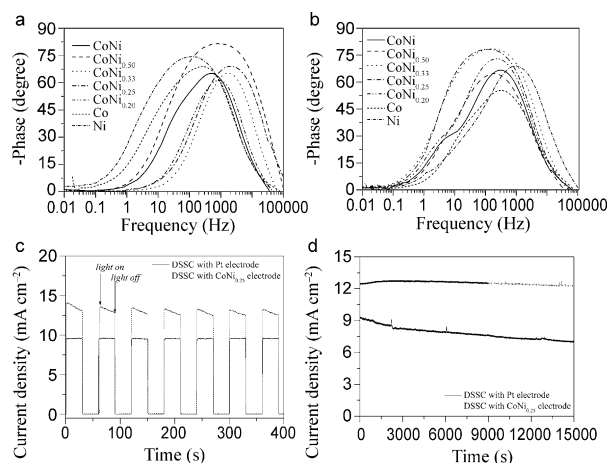 a
90
75
60
45
30
15
0
-Phase (degree)
CoNi
CoNi0.50
CoNi0.33
CoNi0.25
CoNi0.20
Co
Ni
0.01 0.1 1 10 100 1000 100000
Frequency (Hz)
b
90
75
60
45
30
15
0
-Phase (degree)
CoNi
CoNi0.50
CoNi0.33
CoNi0.25
CoNi0.20
Co
Ni
0.01 0.1 1 10 100 1000 100000
Frequency (Hz)
c
20
15
10
5
0
Current density (mA cm−2)
light on
light off
DSSC with Pt electrode
DSSC with CoNi0.25 electrode
0 100 200 300 400
Time (s)
d
15
12
9
6
3
0
Current density (mA cm−2)
DSSC with Pt electrode
DSSC with CoNi0.25 electrode
0 3000 6000 9000 12000 15000
Time (s)